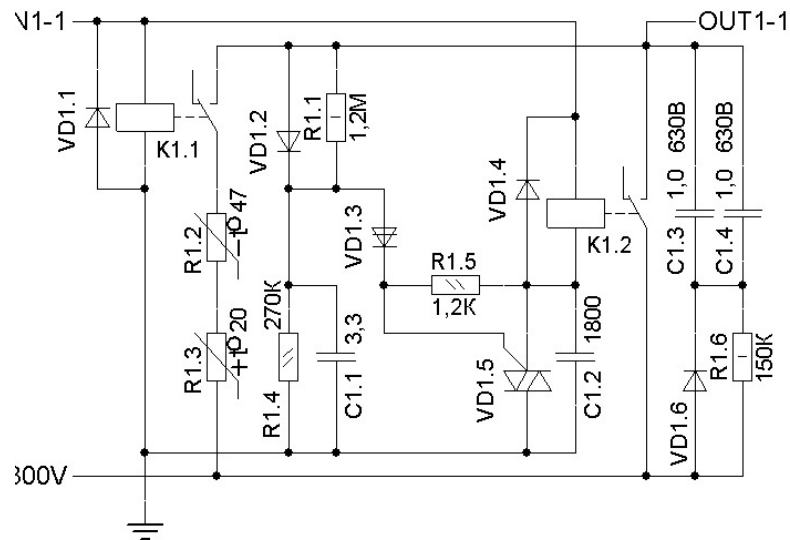 N1-1
OUT1-1
VD1.1
K1.1
VD1.2
R1.1
1,2M
47
R1.2
-t°
20
R1.3
+t°
VD1.3
270K
R1.4
3,3
C1.1
R1.5
1,2K
VD1.4
K1.2
VD1.5
1800
C1.2
630В
1,0
C1.3
630В
1,0
C1.4
VD1.6
R1.6
150K
300V